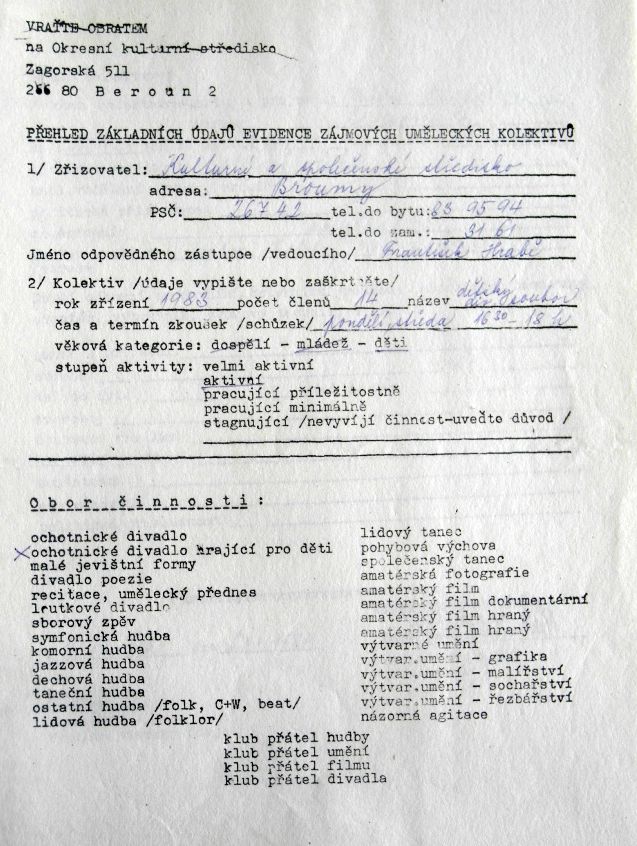 VRAŤTE OBRATEM
na Okresní kulturní středisko
Zagorská 511
266 80 B e r o u n 2
PŘEHLED ZÁKLADNÍCH ÚDAJŮ EVIDENCE ZÁJMOVÝCH UMĚLECKÝCH KOLEKTIVŮ
1/ Zřizovatel: Kulturní a společenské středisko
adresa: Broumy
PSČ: 267 42 tel.do bytu: 83 95 94
tel.do zam.: 31 61
Jméno odpovědného zástupce /vedoucího/ František Hrabě
2/ Kolektiv /údaje vypište nebo zaškrtněte/
rok zřízení 1983 počet členů 14 název dětský div. soubor
čas a termín zkoušek /schůzek/ pondělí, středa 16 30 - 18 h
věková kategorie: dospělí - mládež - děti
stupeň aktivity: velmi aktivní
aktivní
pracující příležitostně
pracující minimálně
stagnující /nevyvíjí činnost-uveďte důvod /
O b o r č i n n o s t i :
ochotnické divadlo lidový tanec
ochotnické divadlo hrající pro děti pohybová výchova
malé jevištní formy společenský tanec
divadlo poezie amatérská fotografie
recitace, umělecký přednes amatérský film
loutkové divadlo amatérský film dokumentární
sborový zpěv amatérský film hraný
symfonická hudba amatérský film hraný
komorní hudba výtvarné umění
jazzová hudba výtvar.umění - grafika
dechová hudba výtvar.umění - malířství
taneční hudba výtvar.umění - sochařství
ostatní hudba /folk, C+W, beat/ výtvar.umění - řezbářství
lidová hudba /folklor/ názorná agitace
klub přátel hudby
klub přátel umění
klub přátel filmu
klub přátel divadla